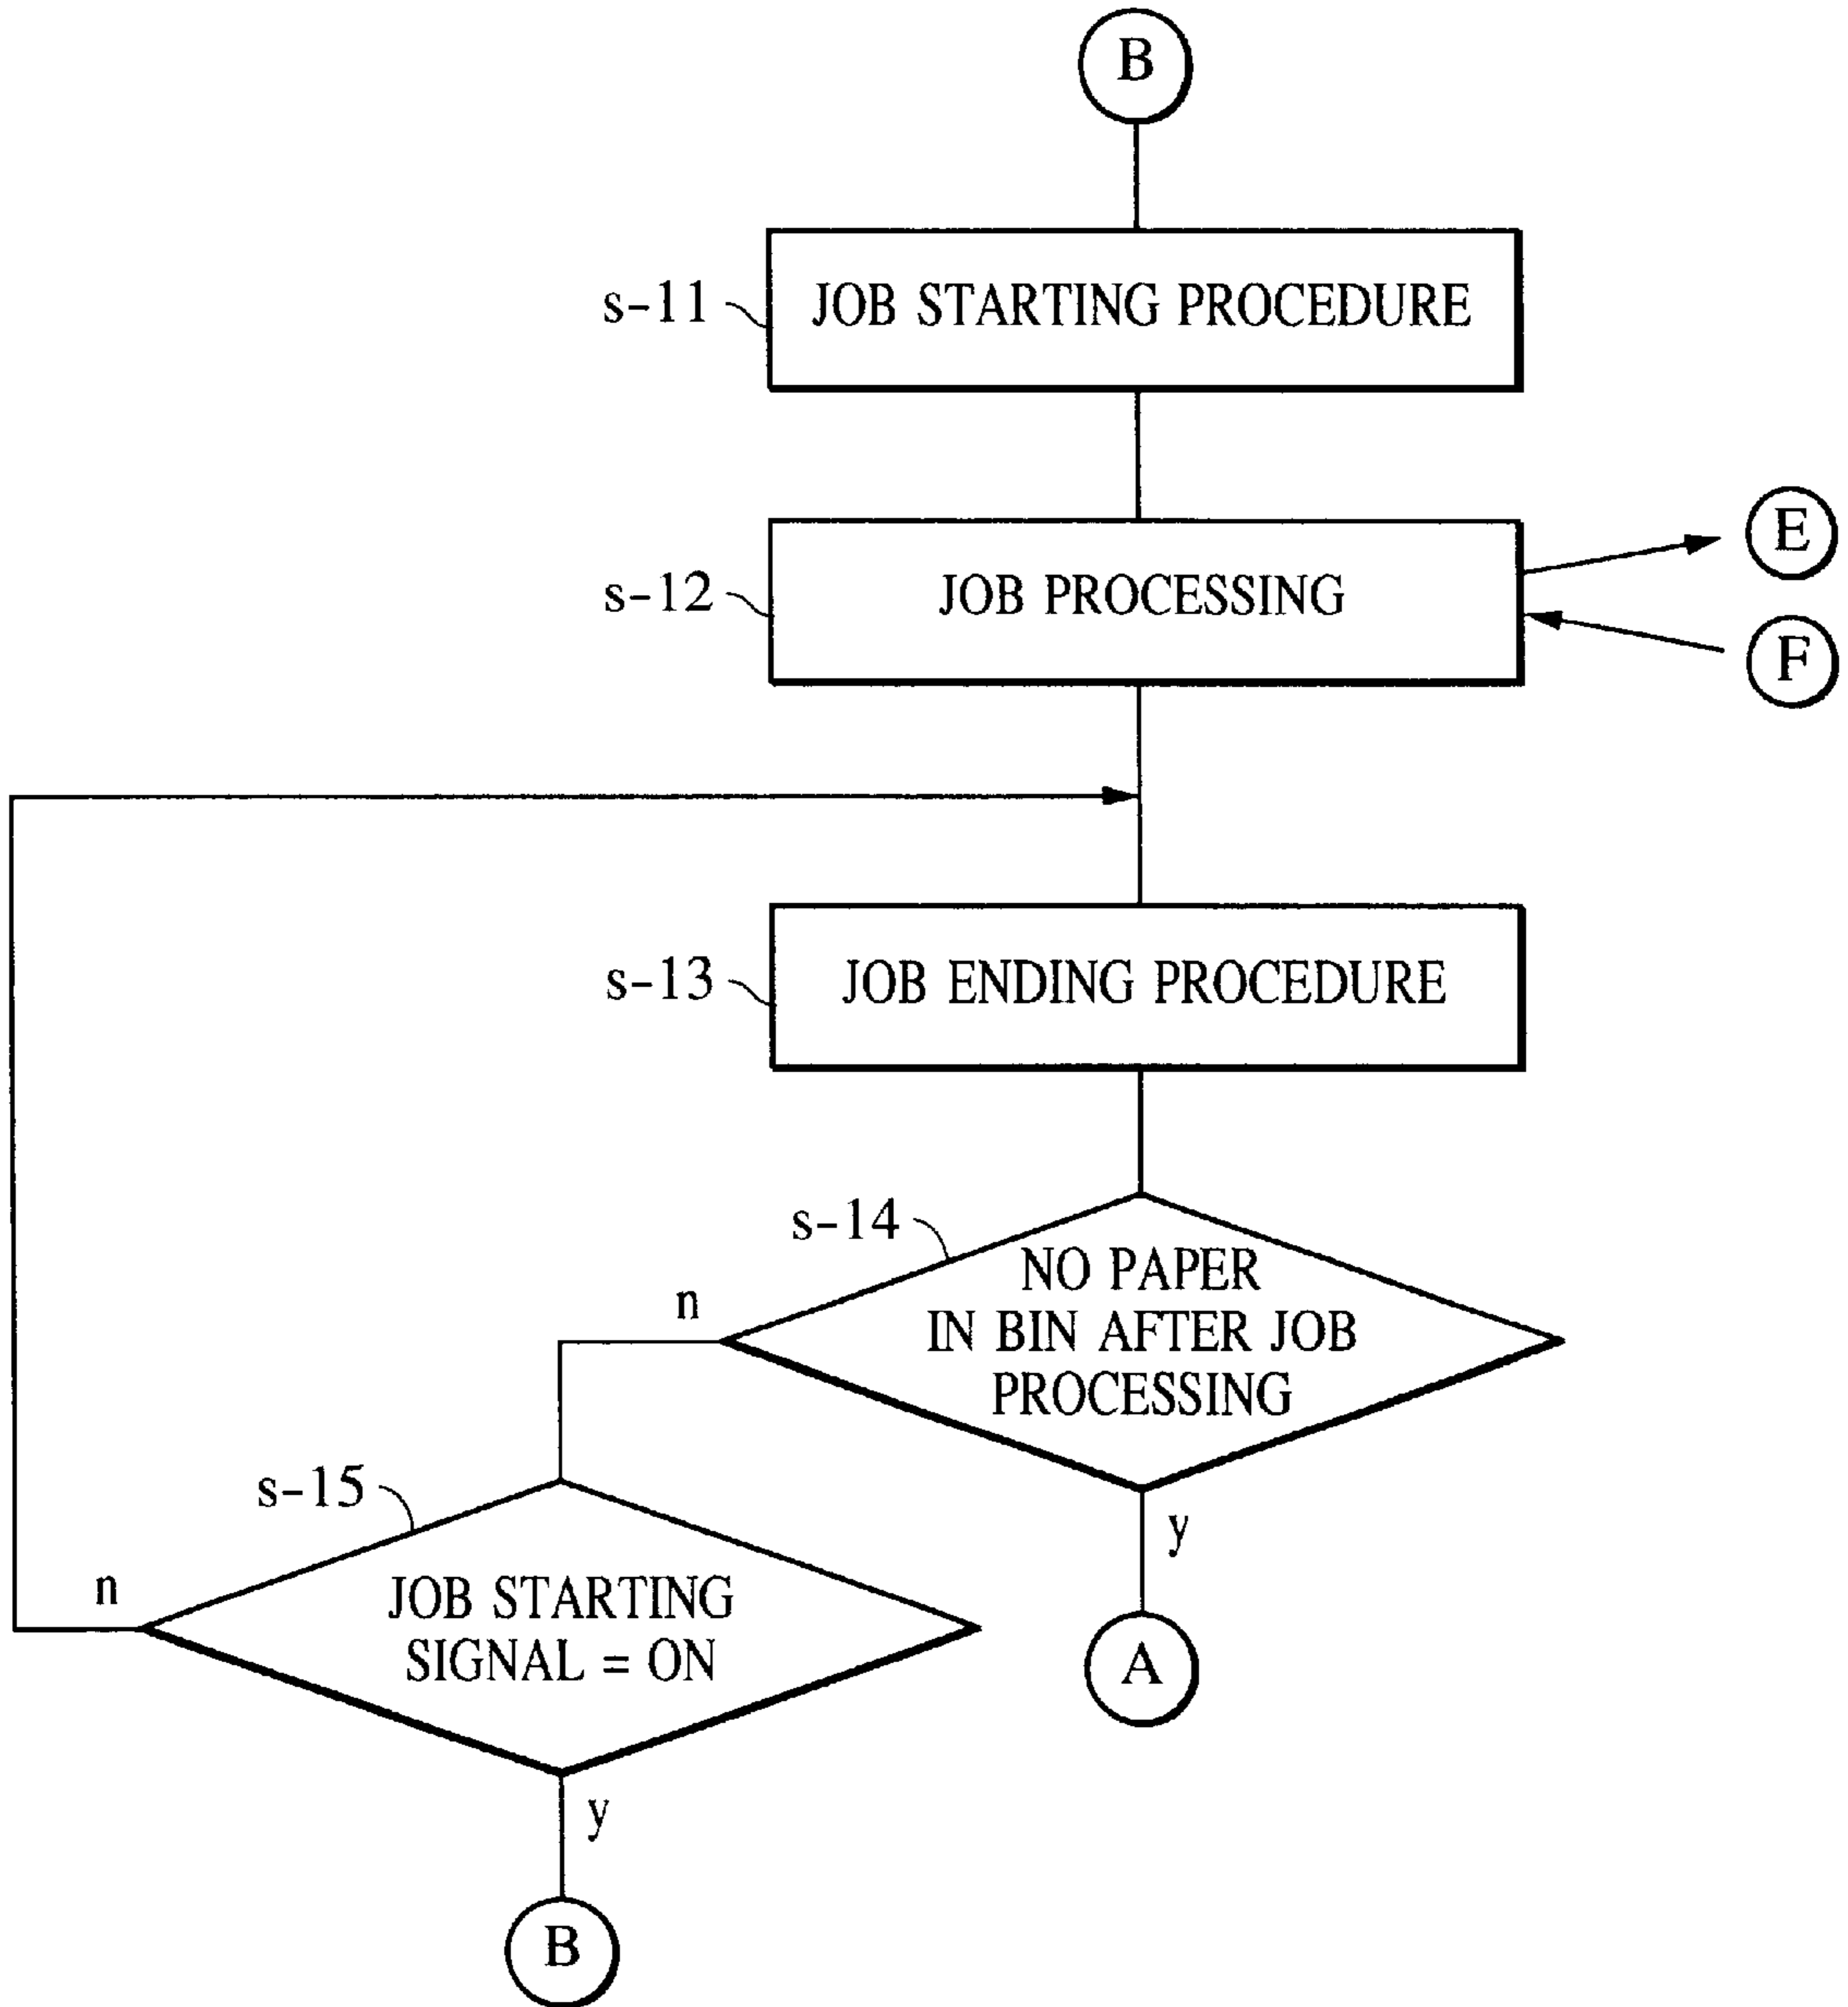 B
s-11
JOB STARTING PROCEDURE
E
s-12
JOB PROCESSING
F
s-13
JOB ENDING PROCEDURE
s-14
NO PAPER
IN BIN AFTER JOB
PROCESSING
n
y
A
s-15
JOB STARTING
SIGNAL = ON
n
y
B